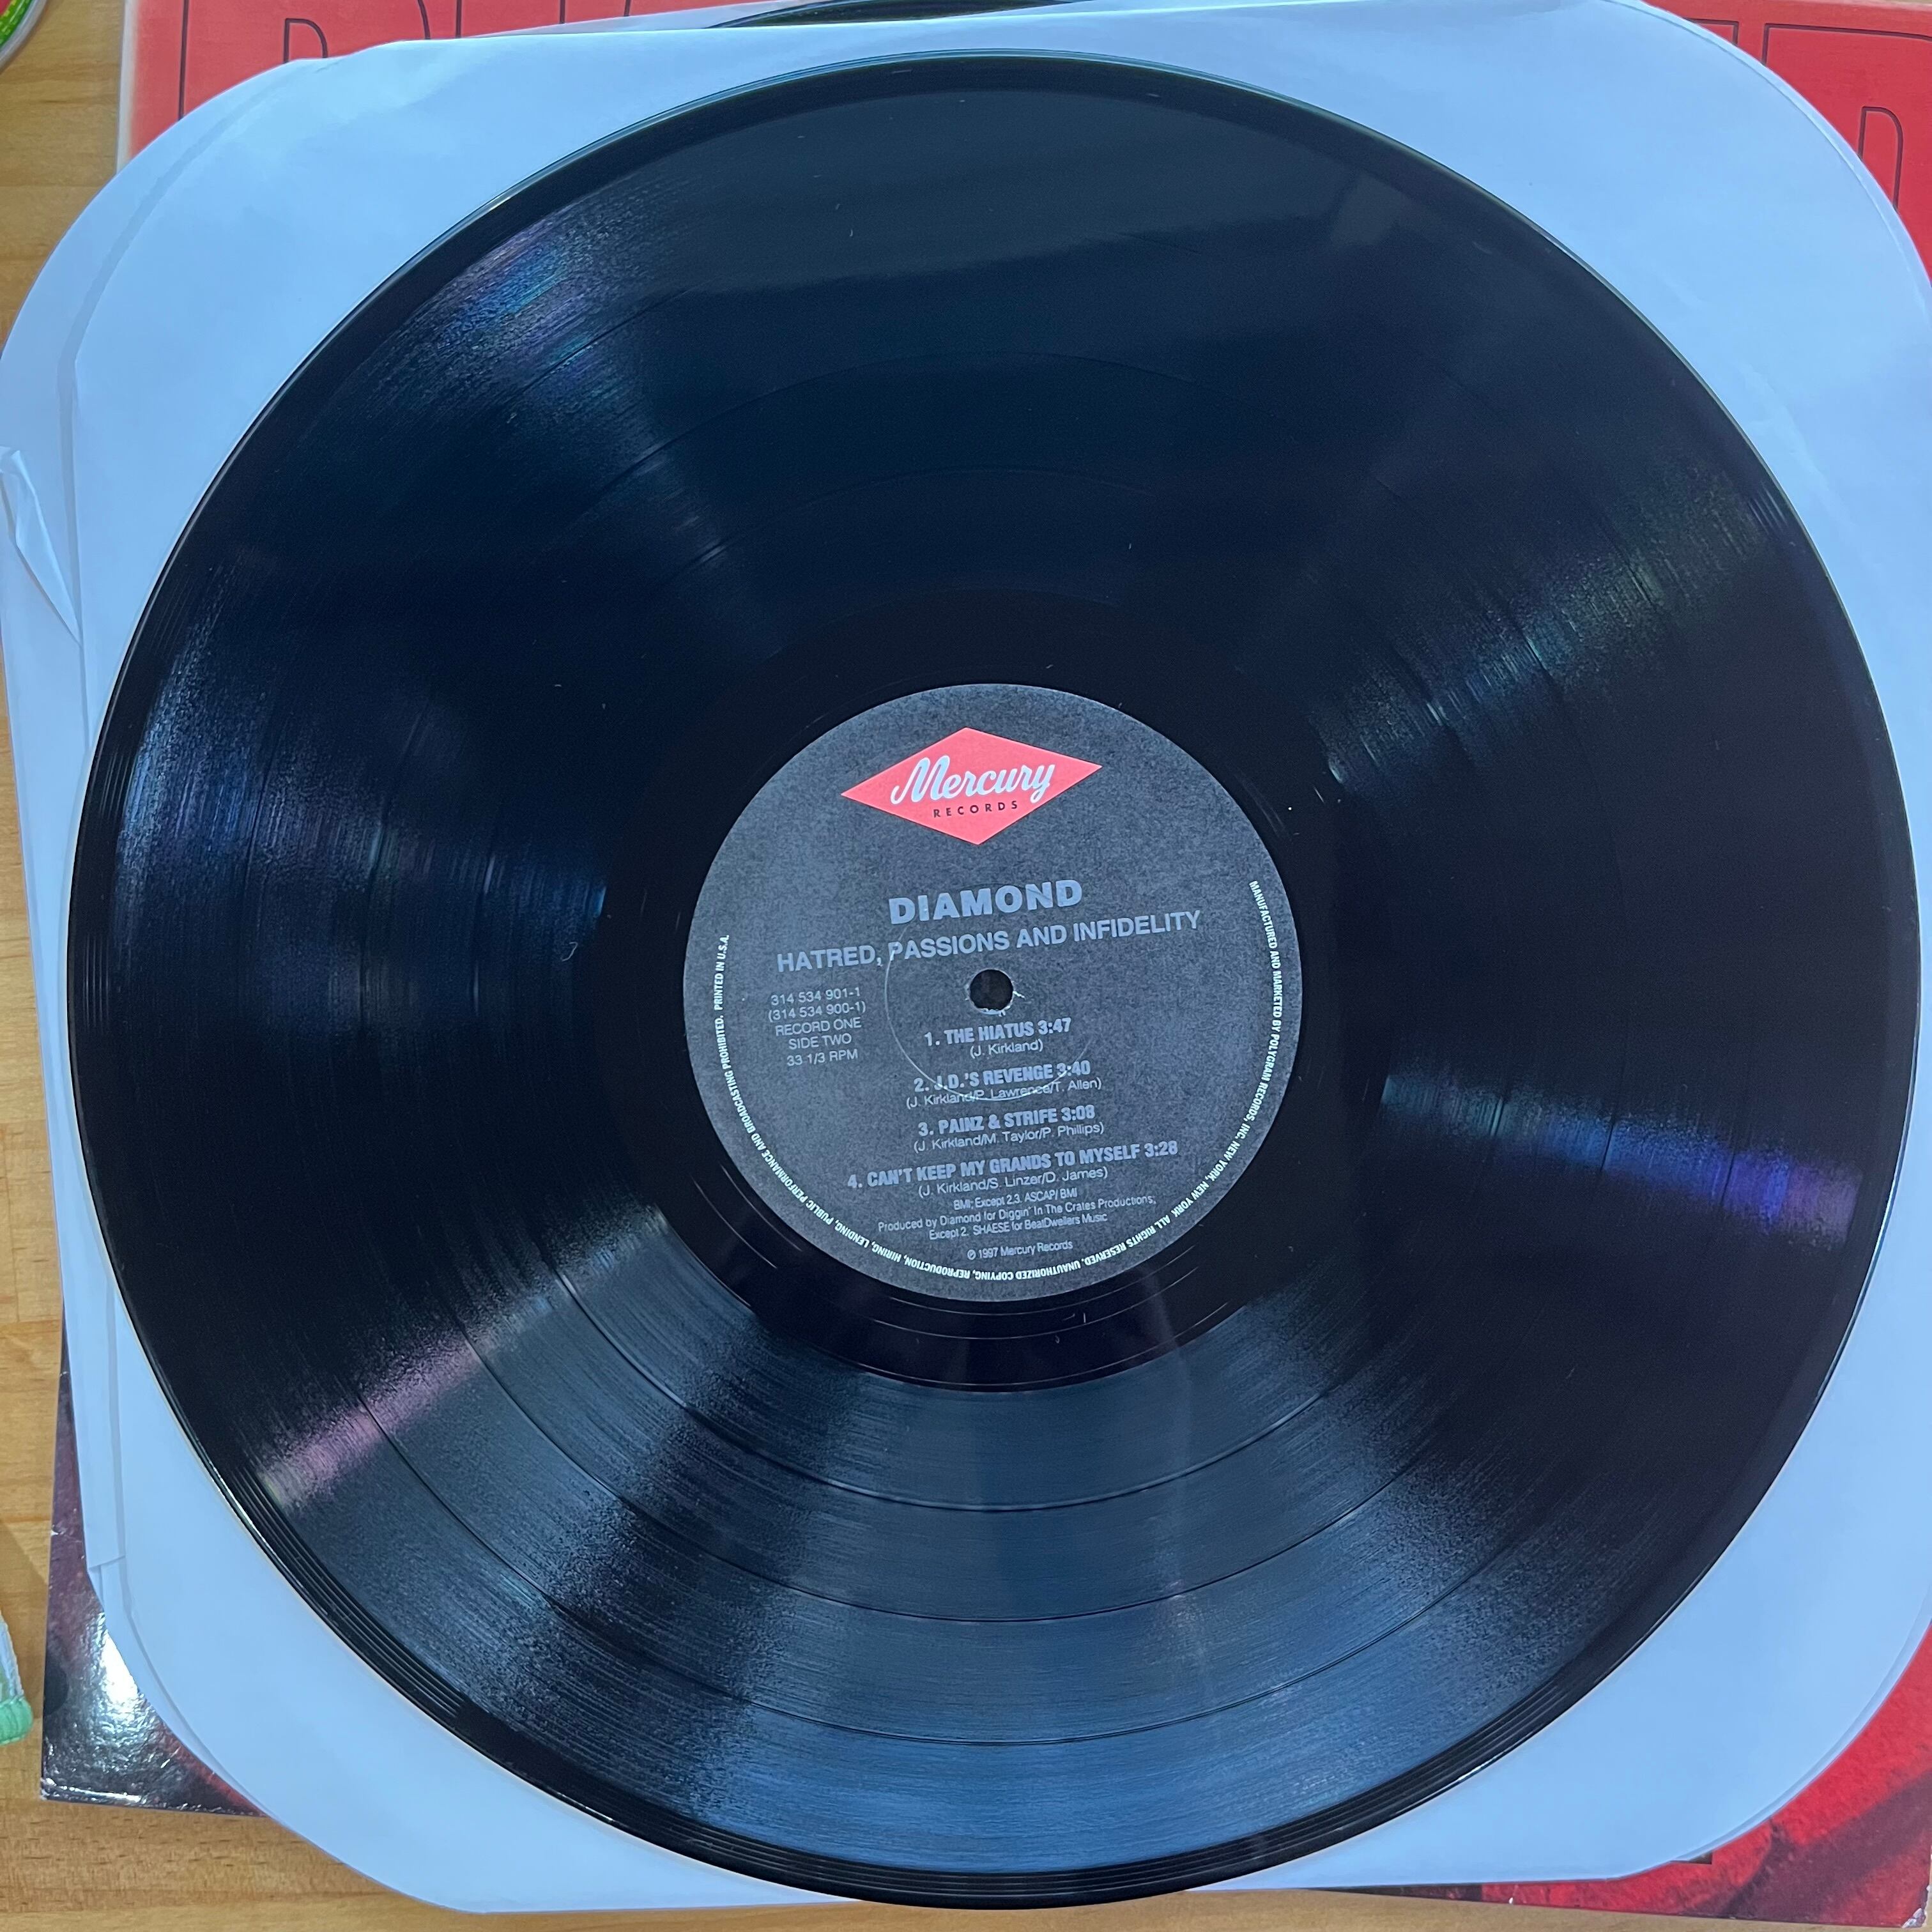 Mercury
RECORDS
DIAMOND
HATRED, PASSIONS AND INFIDELITY
314 534 901-1
(314 534 900-1)
RECORD ONE
SIDE TWO
33 1/3 RPM
1. THE HIATUS 3:47
(J. Kirkland)
2. J.D.'S REVENGE 3:40
(J. Kirkland/P. Lawrence/T. Allen)
3. PAINZ & STRIFE 3:08
(J. Kirkland/M. Taylor/P. Phillips)
4. CAN'T KEEP MY GRANDS TO MYSELF 3:28
(J. Kirkland/S. Linzer/D. James)
BMI; Except 2,3. ASCAP/ BMI
Produced by Diamond for Diggin' In The Crates Productions;
Except 2. SHAESE for BeatDwellers Music
℗ 1997 Mercury Records
MANUFACTURED AND MARKETED BY POLYGRAM RECORDS, INC. NEW YORK, NEW YORK ALL RIGHTS RESERVED. UNAUTHORIZED COPYING, REPRODUCTION, HIRING, LENDING, PUBLIC PERFORMANCE AND BROADCASTING PROHIBITED. PRINTED IN U.S.A.